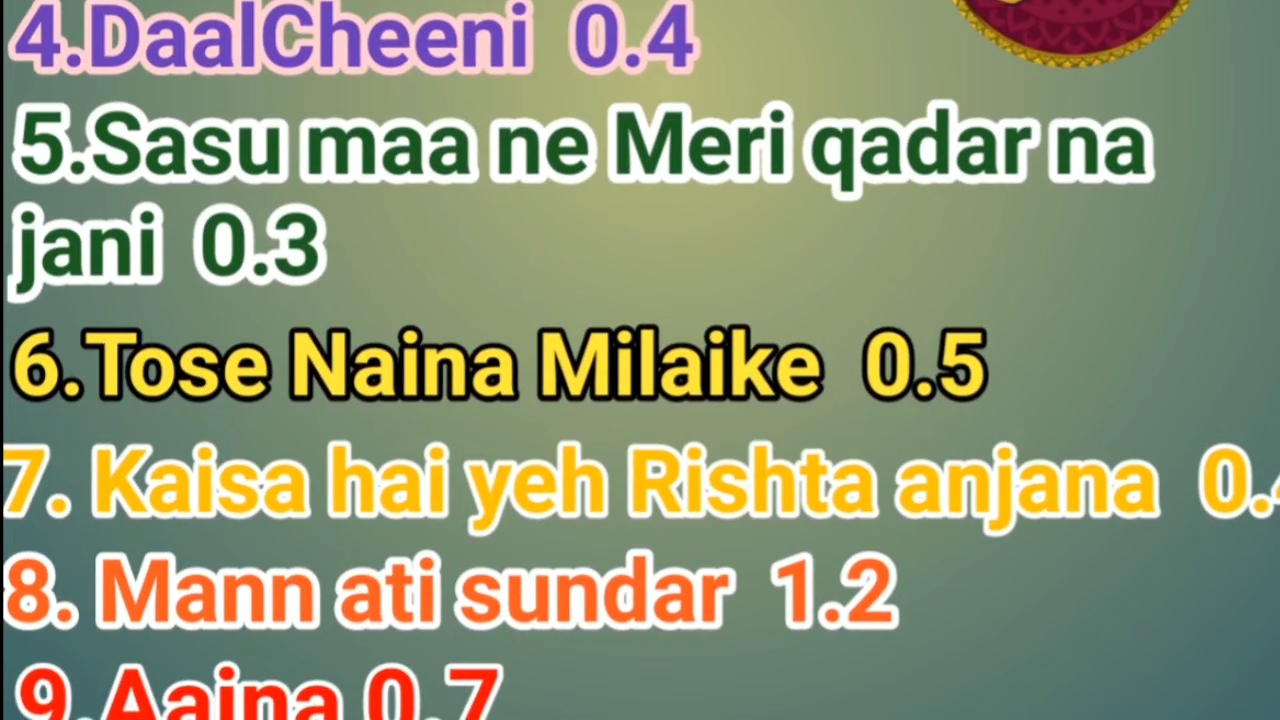 4.DaalCheeni 0.4
5.Sasu maa ne Meri qadar na
jani 0.3
6.Tose Naina Milaike 0.5
7. Kaisa hai yeh Rishta anjana 0.
8. Mann ati sundar 1.2
9.Aaina 0.7